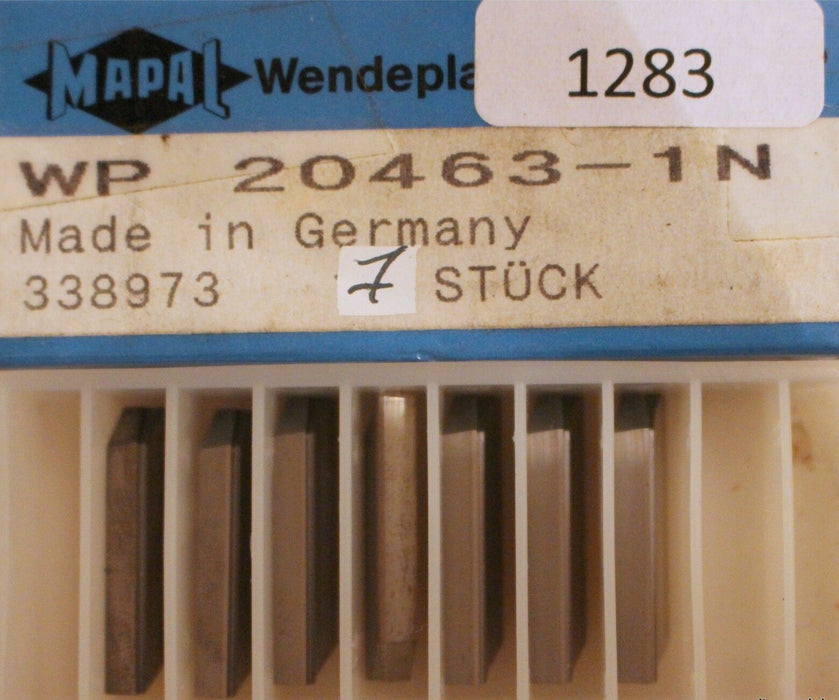 MAPAL Wendepla 1283
WP 20463-1N
Made in Germany
338973 7 STÜCK